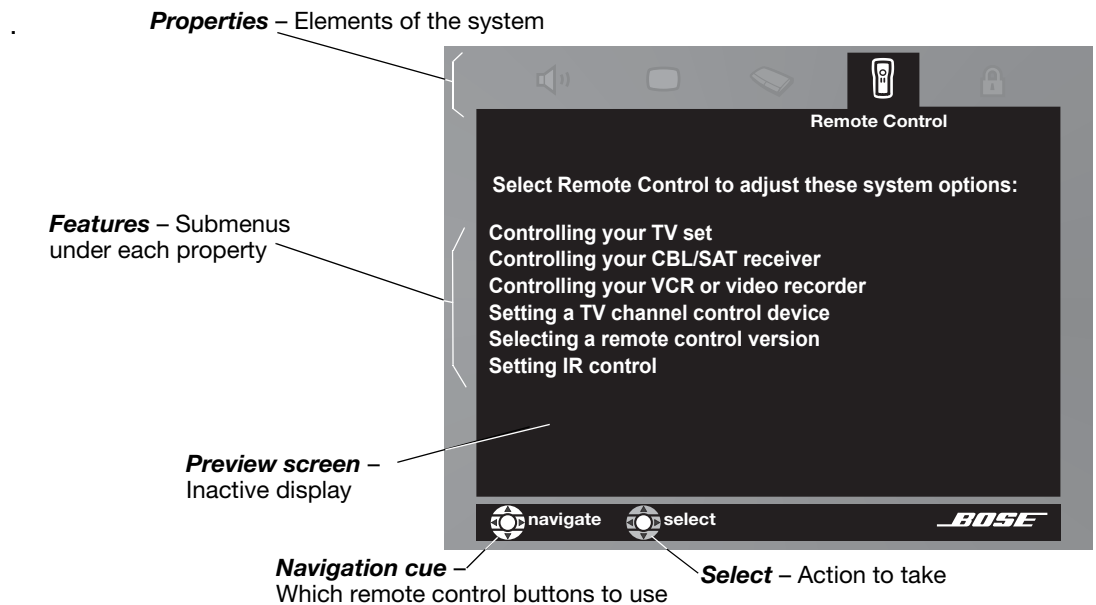 .
Properties – Elements of the system
Remote Control
Select Remote Control to adjust these system options:
Features – Submenus
under each property
Controlling your TV set
Controlling your CBL/SAT receiver
Controlling your VCR or video recorder
Setting a TV channel control device
Selecting a remote control version
Setting IR control
Preview screen –
Inactive display
navigate
select
BOSE
Navigation cue –
Which remote control buttons to use
Select – Action to take